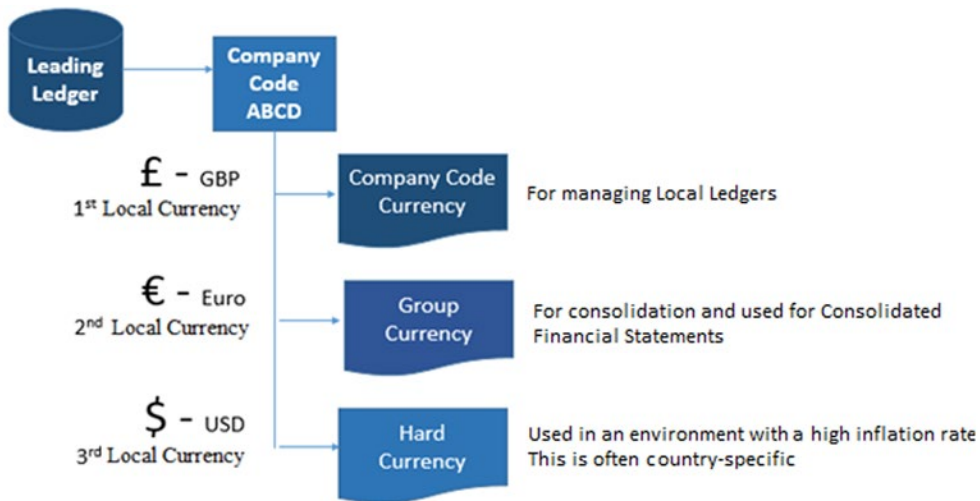 Leading
Ledger
Company
Code
ABCD
£ - GBP
1st Local Currency
Company Code
Currency
For managing Local Ledgers
€ - Euro
2nd Local Currency
Group
Currency
For consolidation and used for Consolidated
Financial Statements
$ - USD
3rd Local Currency
Hard
Currency
Used in an environment with a high inflation rate
This is often country-specific